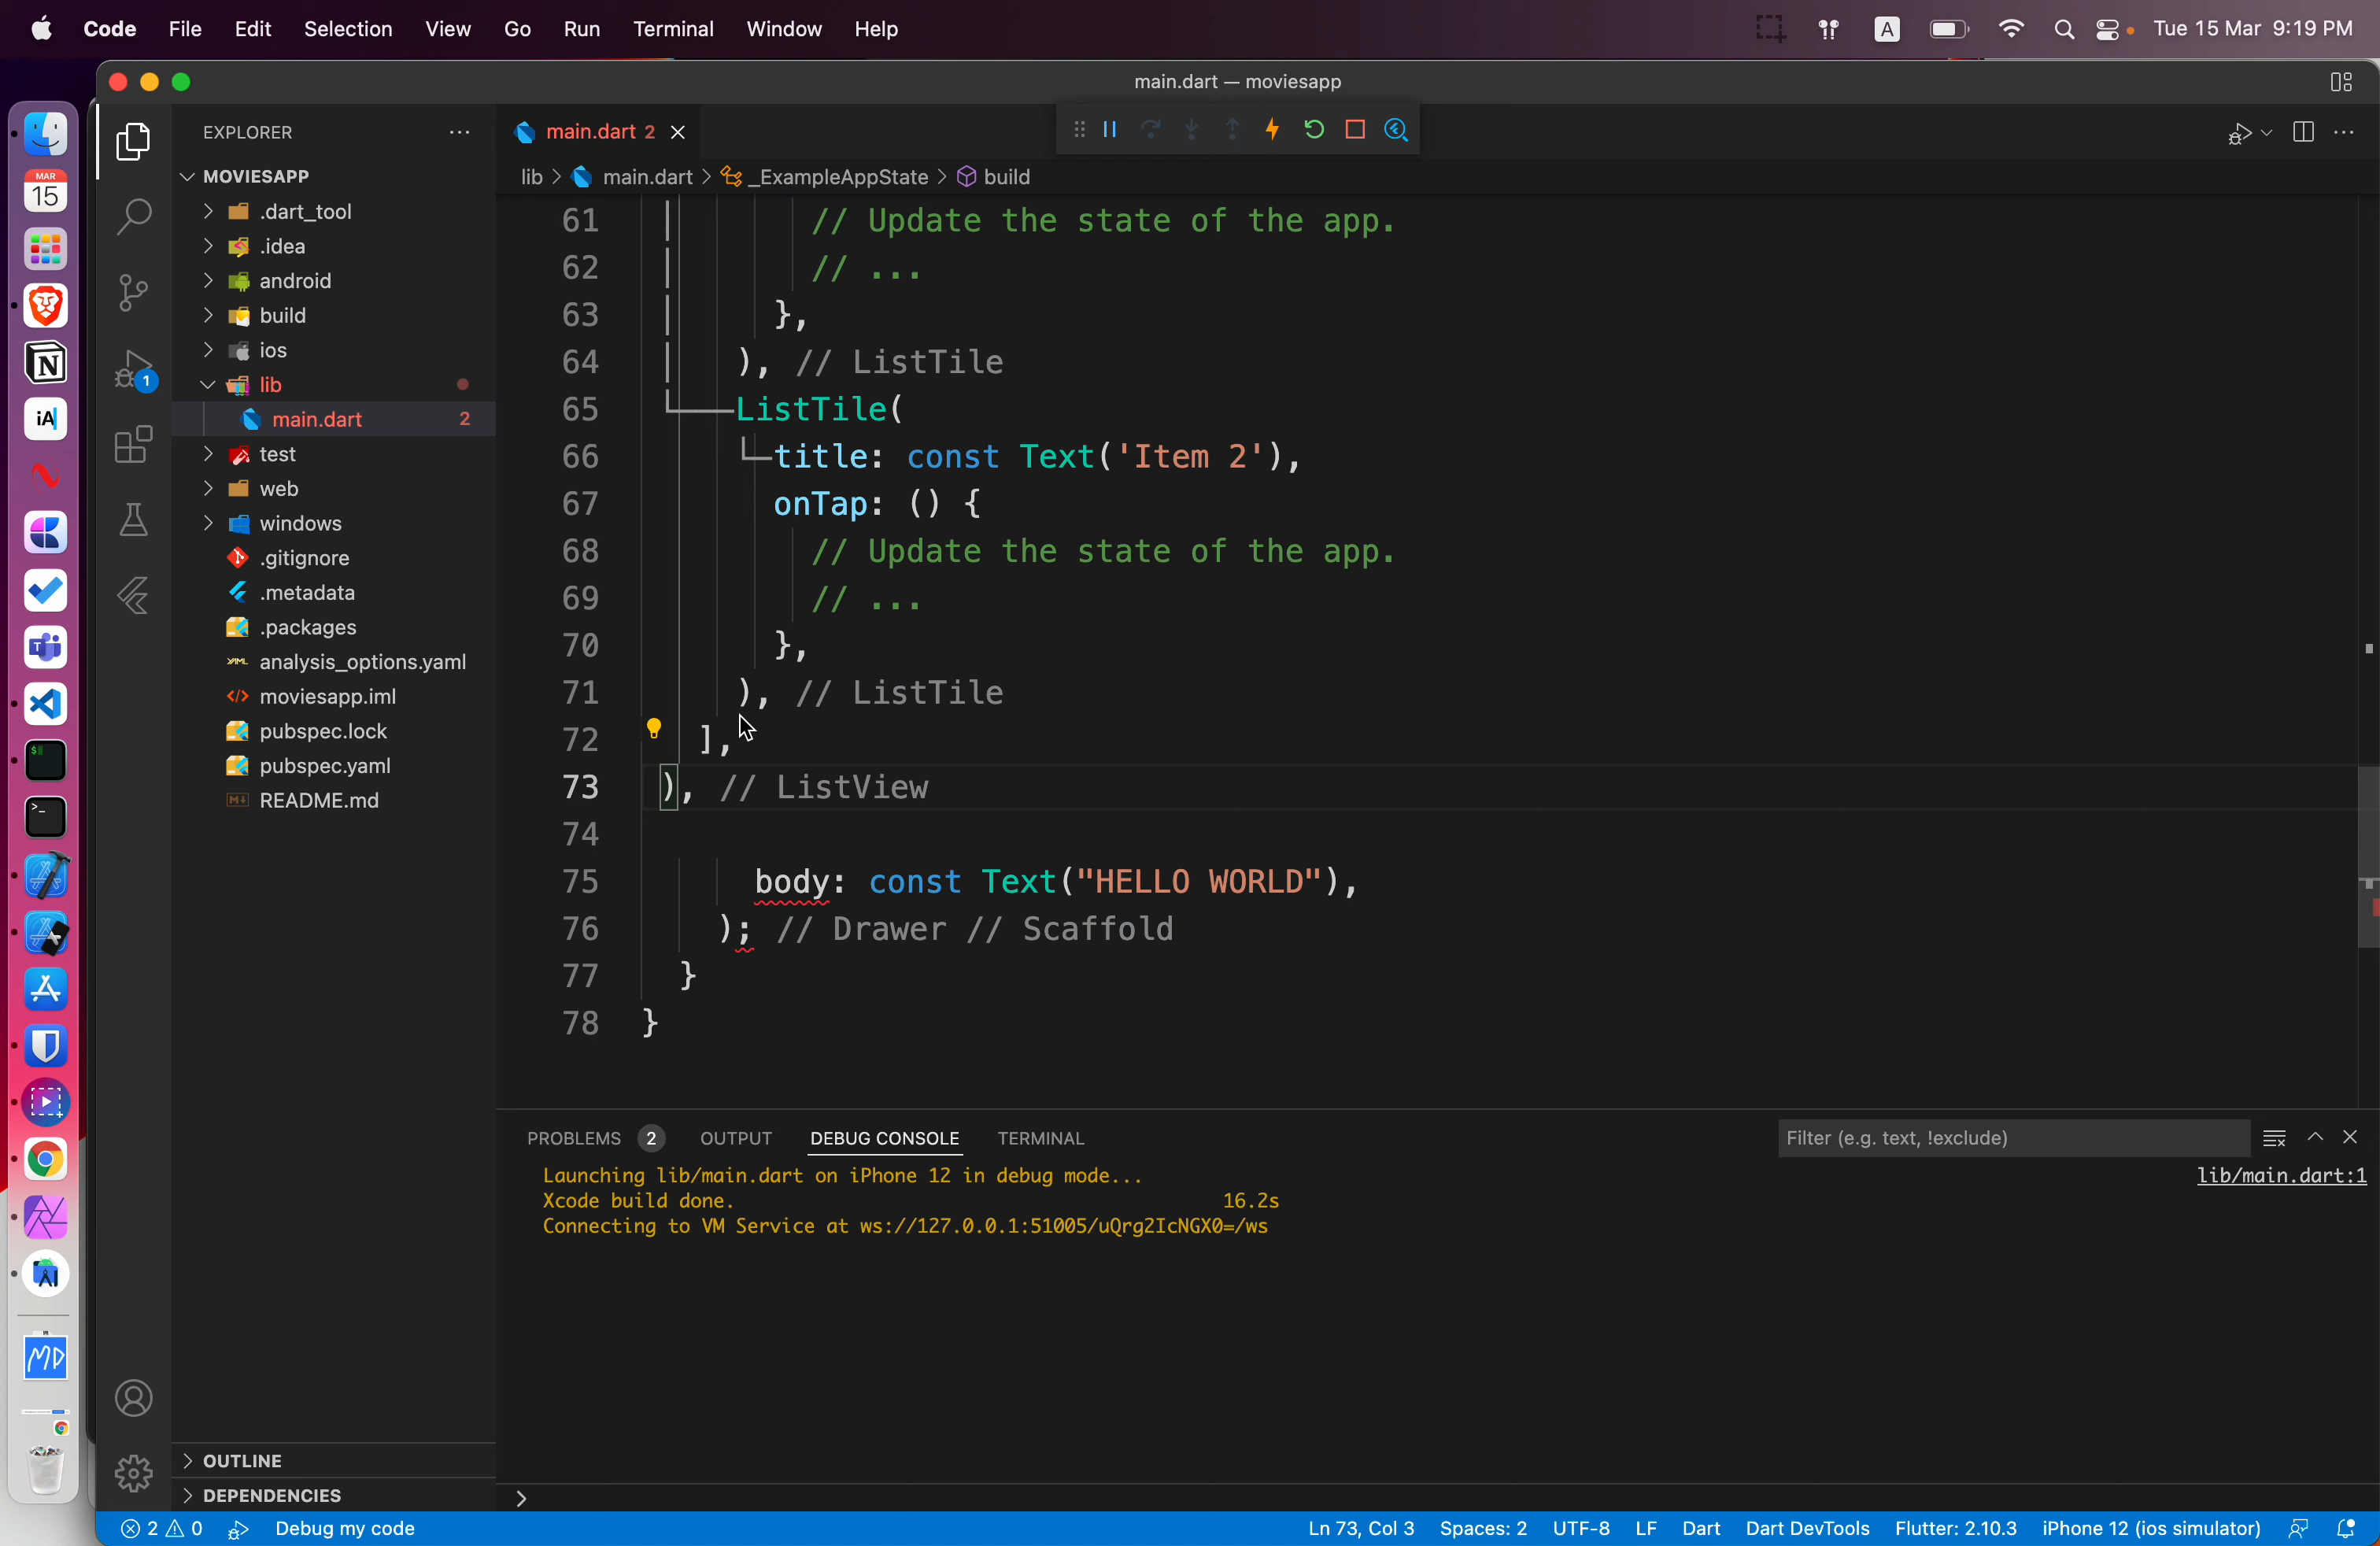 Code File Edit Selection View Go Run Terminal Window Help
A
Tue 15 Mar 9:19 PM
main.dart — moviesapp
MAR
15
iA
T
$
>_
MD
EXPLORER
MOVIESAPP
.dart_tool
.idea
android
build
ios
1
lib
main.dart 2
test
web
windows
.gitignore
.metadata
.packages
YAML analysis_options.yaml
</> moviesapp.iml
pubspec.lock
pubspec.yaml
M↓ README.md
OUTLINE
DEPENDENCIES
main.dart 2
lib > main.dart > _ExampleAppState > build
61 // Update the state of the app.
62 // ...
63 },
64 ), // ListTile
65 ListTile(
66 title: const Text('Item 2'),
67 onTap: () {
68 // Update the state of the app.
69 // ...
70 },
71 ), // ListTile
72 ],
73 ), // ListView
74
75 body: const Text("HELLO WORLD"),
76 ); // Drawer // Scaffold
77 }
78 }
PROBLEMS 2 OUTPUT DEBUG CONSOLE TERMINAL
Filter (e.g. text, !exclude)
Launching lib/main.dart on iPhone 12 in debug mode...
lib/main.dart:1
Xcode build done. 16.2s
Connecting to VM Service at ws://127.0.0.1:51005/uQrg2IcNGX0=/ws
>
2 0 Debug my code
Ln 73, Col 3 Spaces: 2 UTF-8 LF Dart Dart DevTools Flutter: 2.10.3 iPhone 12 (ios simulator)